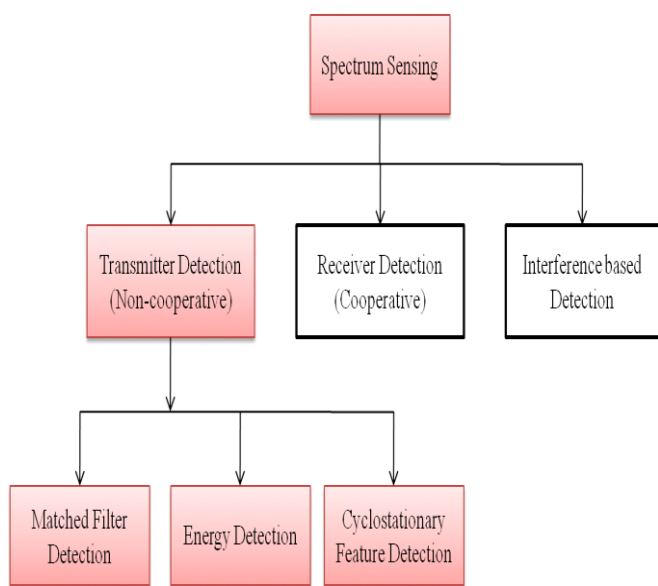 Spectrum Sensing
Transmitter Detection
(Non-cooperative)
Receiver Detection
(Cooperative)
Interference based
Detection
Matched Filter
Detection
Energy Detection
Cyclostationary
Feature Detection